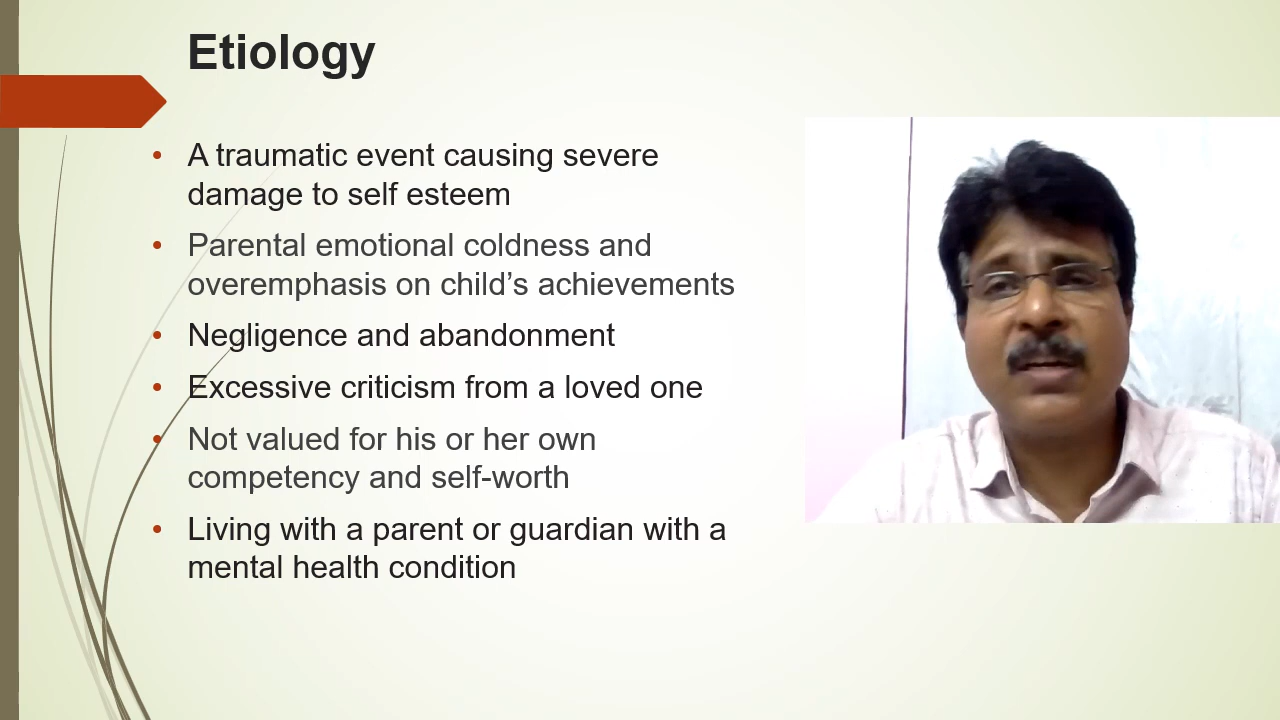 Etiology
• A traumatic event causing severe
damage to self esteem
• Parental emotional coldness and
overemphasis on child’s achievements
• Negligence and abandonment
• Excessive criticism from a loved one
• Not valued for his or her own
competency and self-worth
• Living with a parent or guardian with a
mental health condition